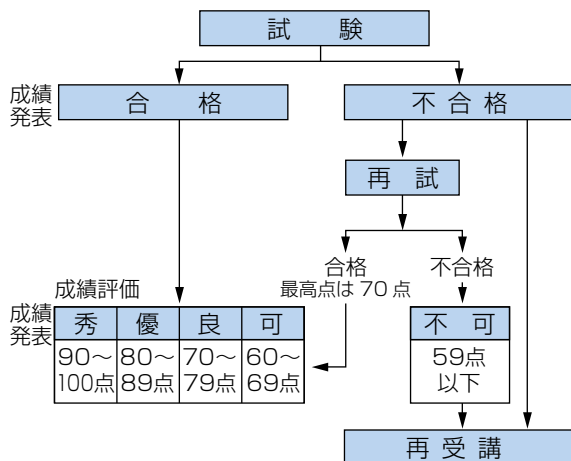 試 験
成績
発表
合 格
不 合 格
再 試
合格
最高点は 70 点
不合格
成績評価
成績
発表
秀 優 良 可
90～ 80～ 70～ 60～
100点 89点 79点 69点
不 可
59点
以下
再 受 講